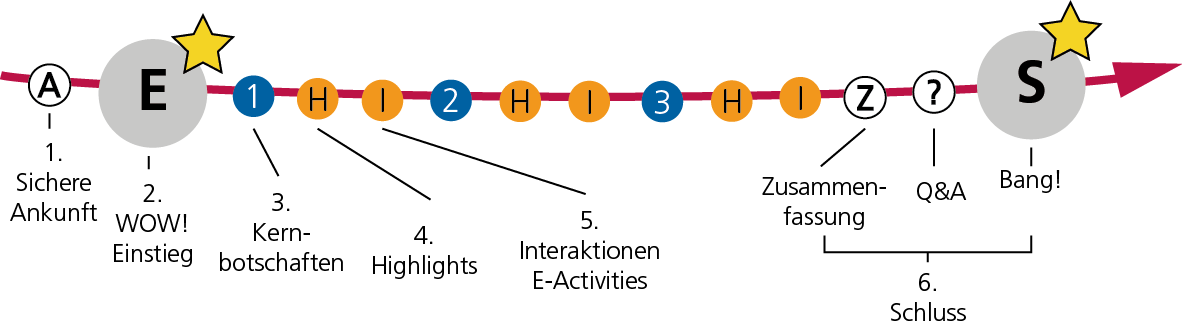 A
E
1
H
I
2
H
I
3
H
I
Z
?
S
1.
Sichere
Ankunft
2.
WOW!
Einstieg
3.
Kern-
botschaften
4.
Highlights
5.
Interaktionen
E-Activities
Zusammen-
fassung
Q&A
Bang!
6.
Schluss